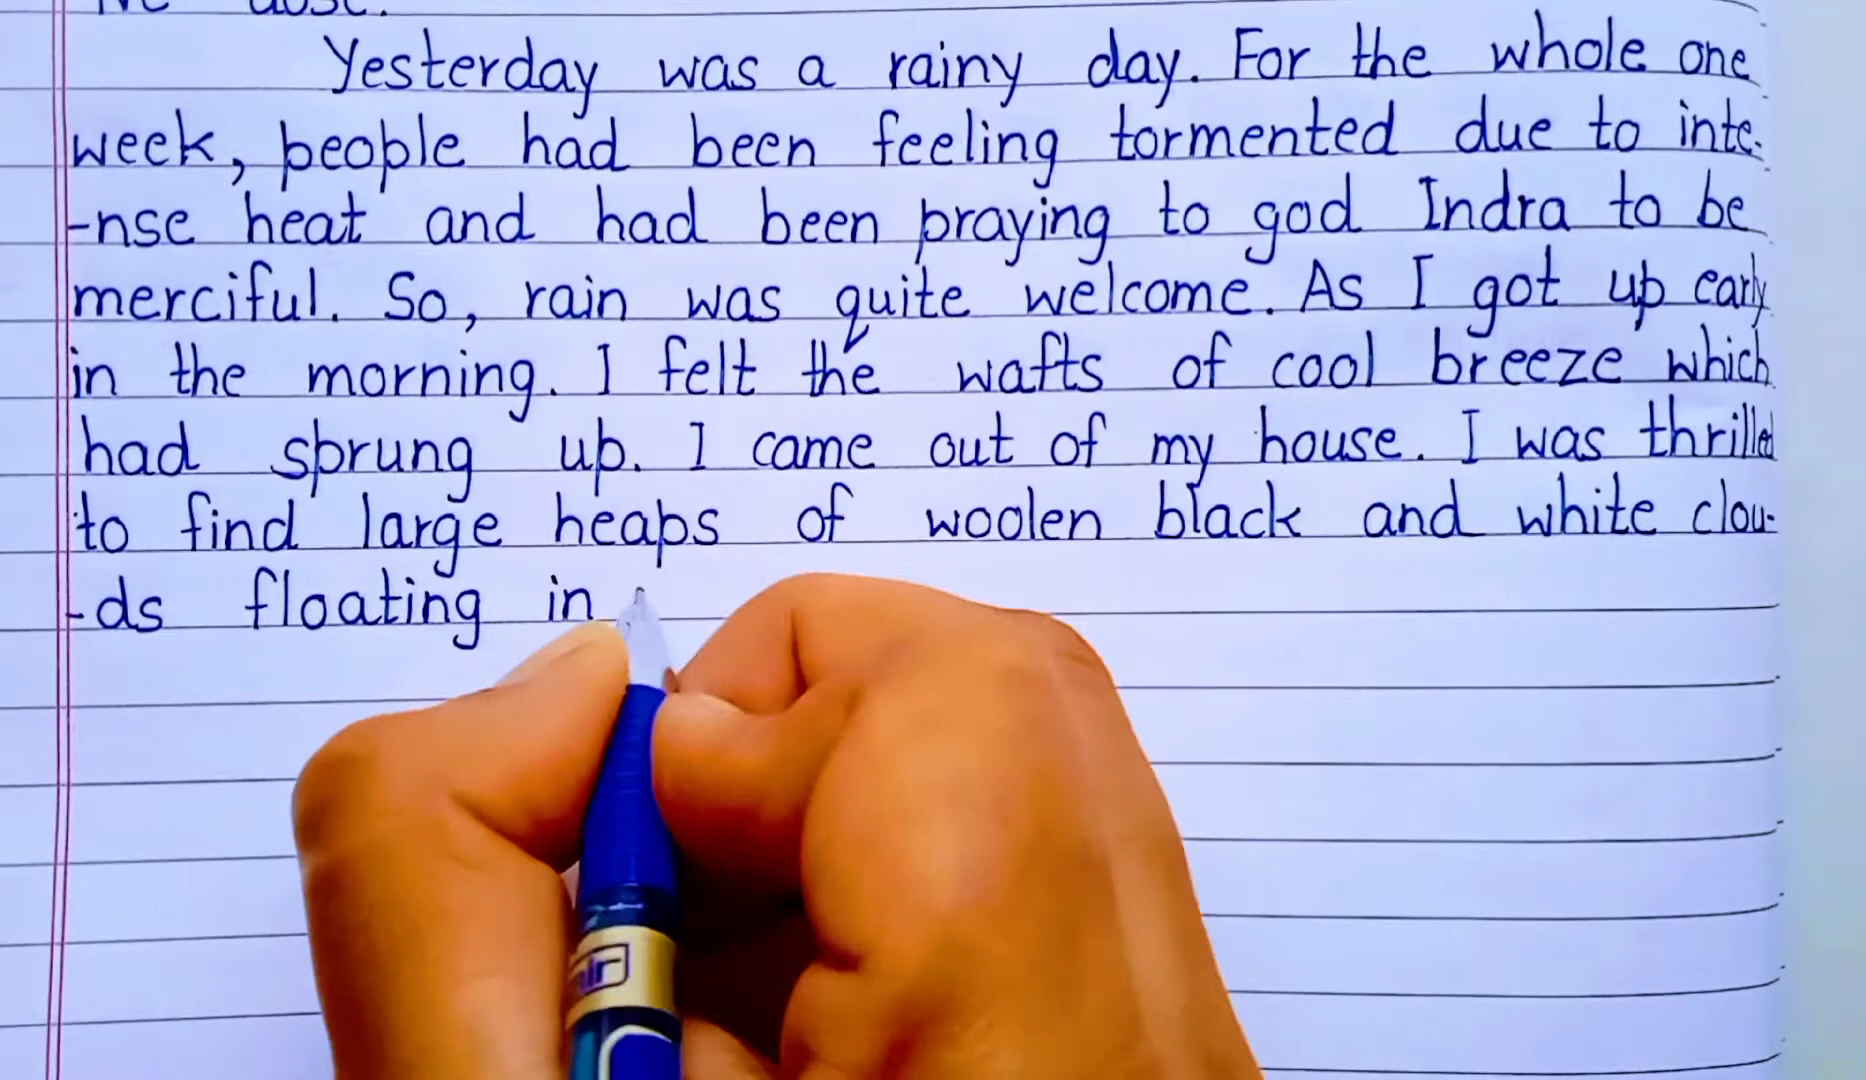 Yesterday was a rainy day. For the whole one
week, people had been feeling tormented due to inte-
-nse heat and had been praying to god Indra to be
merciful. So, rain was quite welcome. As I got up early
in the morning. I felt the wafts of cool breeze which
had sprung up. I came out of my house. I was thrilled
to find large heaps of woolen black and white clou-
-ds floating in